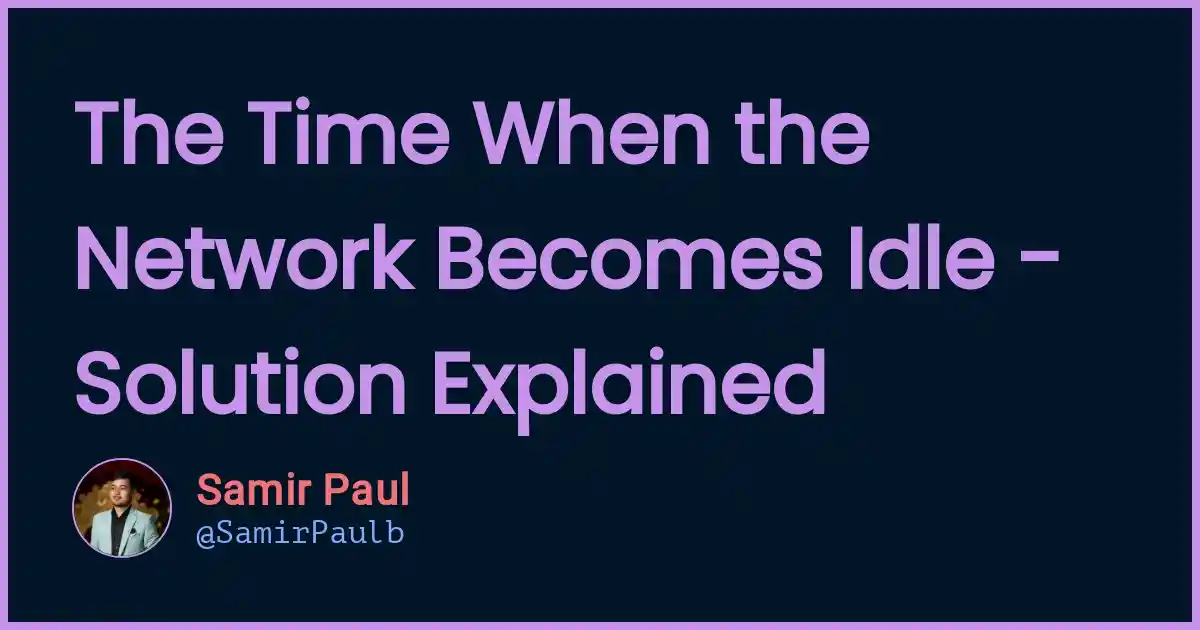 The Time When the
Network Becomes Idle -
Solution Explained
Samir Paul
@SamirPaulb